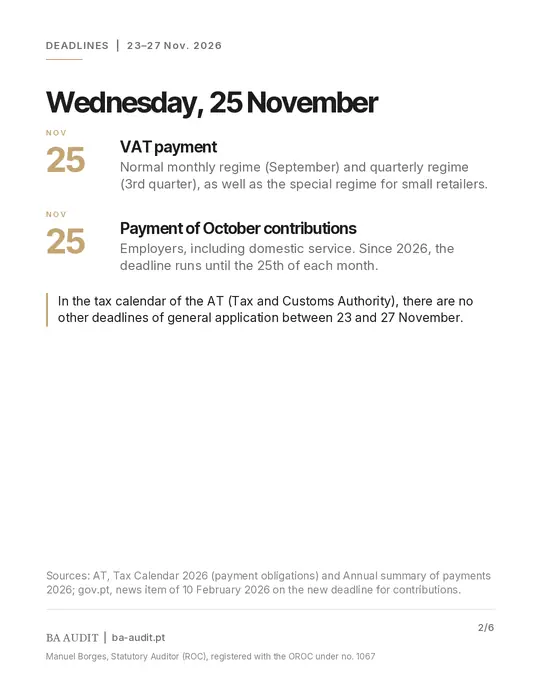 DEADLINES | 23–27 Nov. 2026
Wednesday, 25 November
NOV
25
VAT payment
Normal monthly regime (September) and quarterly regime
(3rd quarter), as well as the special regime for small retailers.
NOV
25
Payment of October contributions
Employers, including domestic service. Since 2026, the
deadline runs until the 25th of each month.
In the tax calendar of the AT (Tax and Customs Authority), there are no
other deadlines of general application between 23 and 27 November.
Sources: AT, Tax Calendar 2026 (payment obligations) and Annual summary of payments
2026; gov.pt, news item of 10 February 2026 on the new deadline for contributions.
2/6
BA AUDIT | ba-audit.pt
Manuel Borges, Statutory Auditor (ROC), registered with the OROC under no. 1067